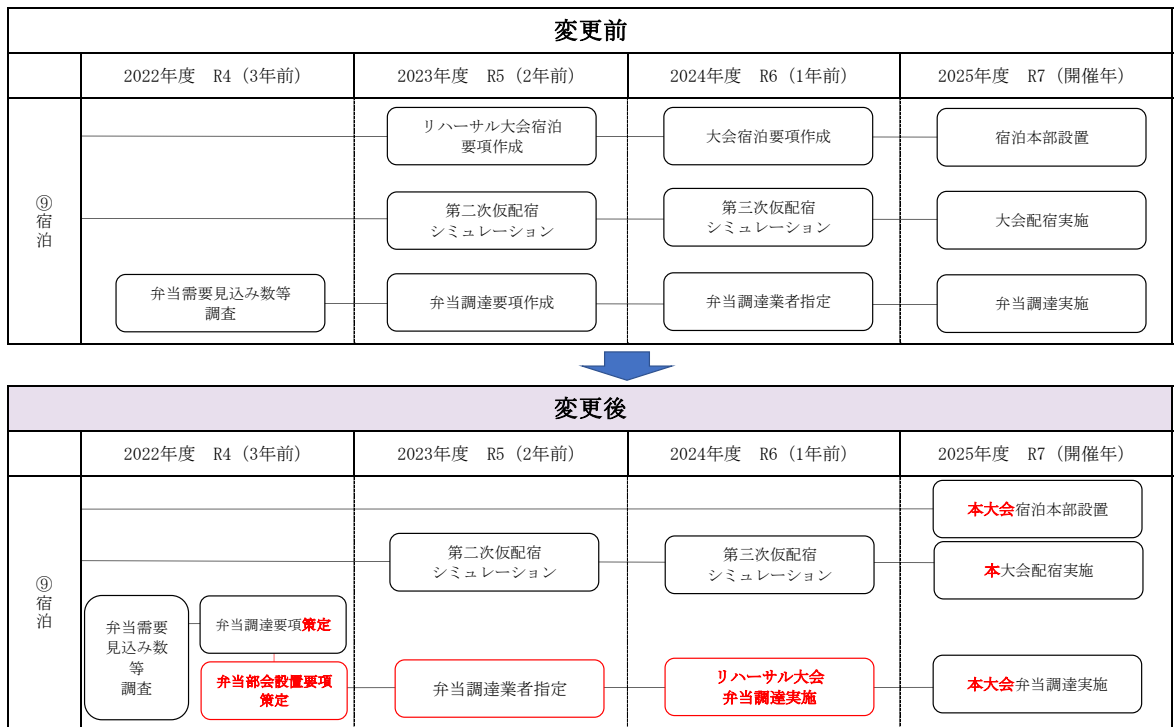 変更前
2022年度 R4（3年前）
2023年度 R5（2年前）
2024年度 R6（1年前）
2025年度 R7（開催年）
⑨宿泊
リハーサル大会宿泊
要項作成
大会宿泊要項作成
宿泊本部設置
第二次仮配宿
シミュレーション
第三次仮配宿
シミュレーション
大会配宿実施
弁当需要見込み数等
調査
弁当調達要項作成
弁当調達業者指定
弁当調達実施
変更後
2022年度 R4（3年前）
2023年度 R5（2年前）
2024年度 R6（1年前）
2025年度 R7（開催年）
⑨宿泊
本大会宿泊本部設置
第二次仮配宿
シミュレーション
第三次仮配宿
シミュレーション
本大会配宿実施
弁当需要
見込み数
等
調査
弁当調達要項策定
弁当部会設置要項
策定
弁当調達業者指定
リハーサル大会
弁当調達実施
本大会弁当調達実施